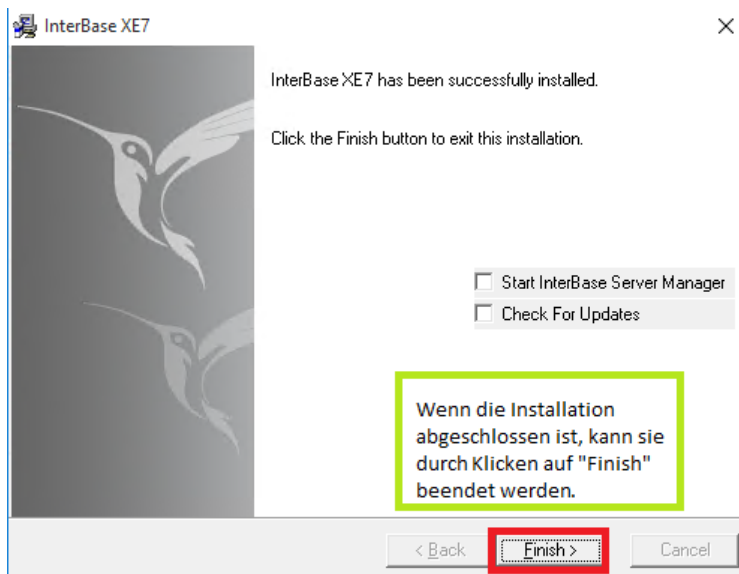 InterBase XE7
InterBase XE7 has been successfully installed.
Click the Finish button to exit this installation.
Start InterBase Server Manager
Check For Updates
Wenn die Installation
abgeschlossen ist, kann sie
durch Klicken auf "Finish"
beendet werden.
< Back
Finish >
Cancel